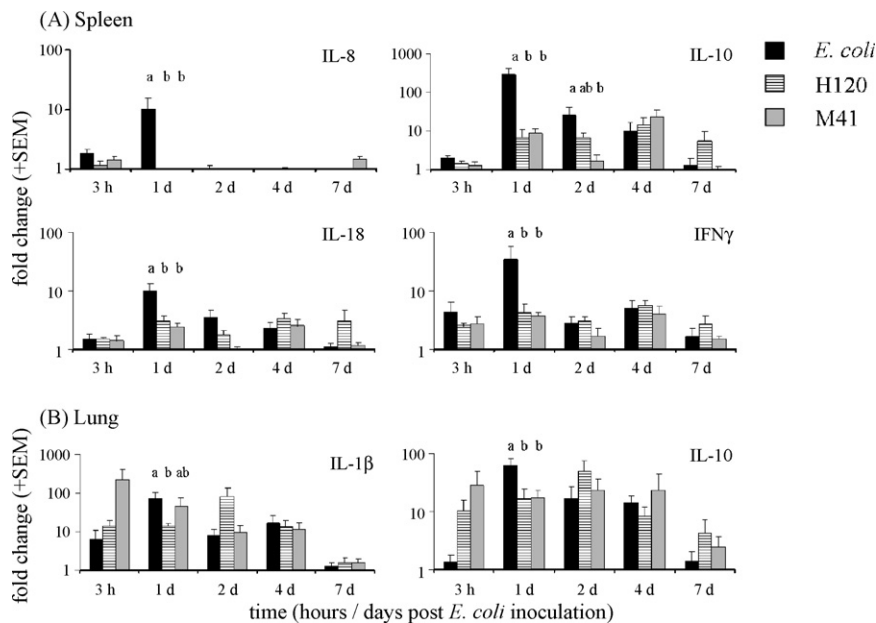 (A) Spleen
IL-8
100
10
1
a b b
3 h 1 d 2 d 4 d 7 d
IL-10
1000
100
10
1
a b b
a ab b
3 h 1 d 2 d 4 d 7 d
E. coli
H120
M41
fold change (+SEM)
IL-18
100
10
1
a b b
3 h 1 d 2 d 4 d 7 d
IFNγ
100
10
1
a b b
3 h 1 d 2 d 4 d 7 d
(B) Lung
fold change (+SEM)
IL-1β
1000
100
10
1
a b ab
3 h 1 d 2 d 4 d 7 d
IL-10
100
10
1
a b b
3 h 1 d 2 d 4 d 7 d
time (hours / days post E. coli inoculation)